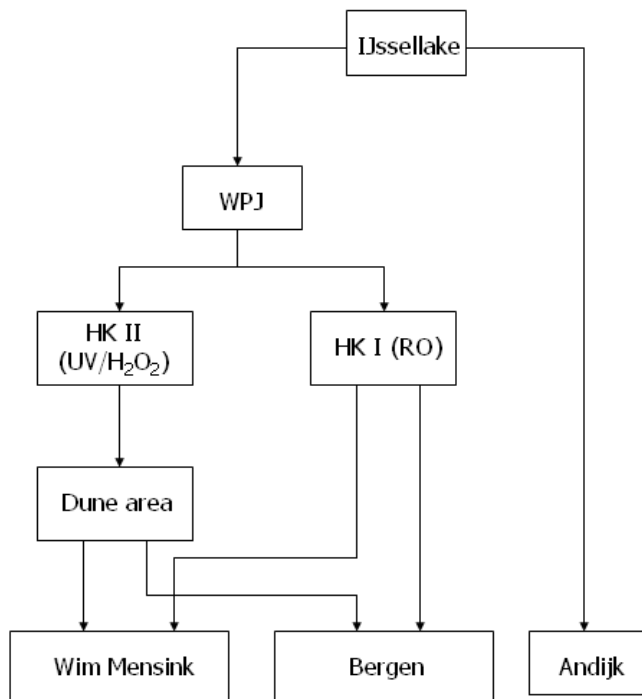 IJssellake
WPJ
HK II
(UV/H₂O₂)
HK I (RO)
Dune area
Wim Mensink
Bergen
Andijk